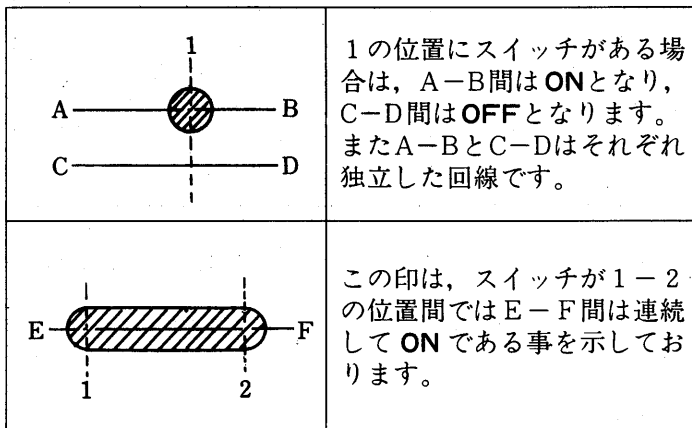 1
A B
C D
1の位置にスイッチがある場
合は，A－B間はONとなり，
C－D間はOFFとなります。
またA－BとC－Dはそれぞれ
独立した回線です。
E F
1 2
この印は，スイッチが1－2
の位置間ではE－F間は連続
してONである事を示してお
ります。